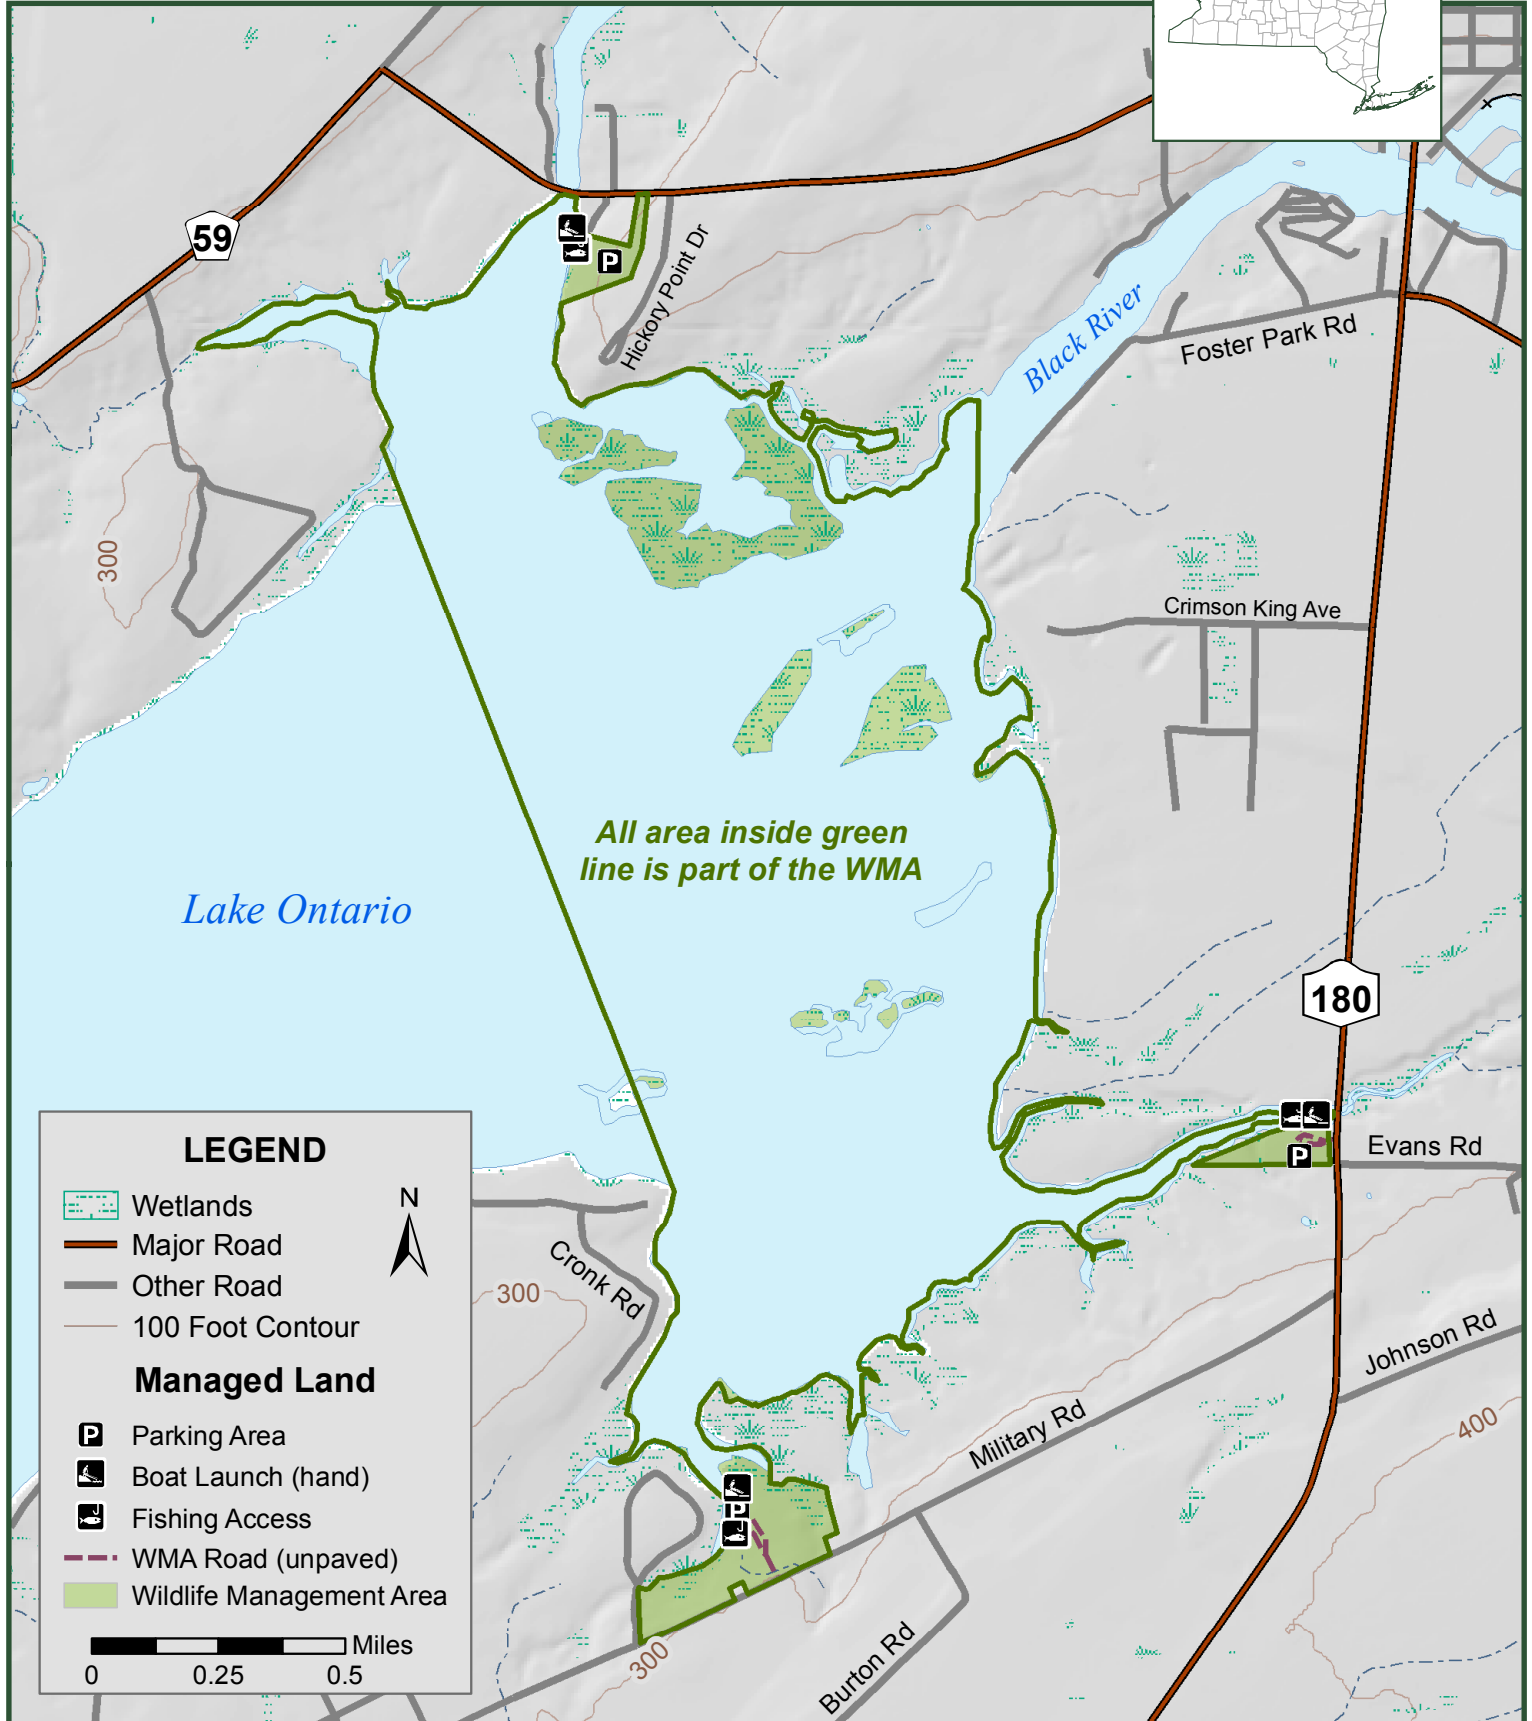 59
Hickory Point Dr
Black River
Foster Park Rd
300
Crimson King Ave
All area inside green
line is part of the WMA
Lake Ontario
180
Evans Rd
P
P
Cronk Rd
300
Johnson Rd
Military Rd
400
P
300
Burton Rd
LEGEND
Wetlands
N
Major Road
Other Road
100 Foot Contour
Managed Land
P Parking Area
Boat Launch (hand)
Fishing Access
WMA Road (unpaved)
Wildlife Management Area
Miles
0 0.25 0.5